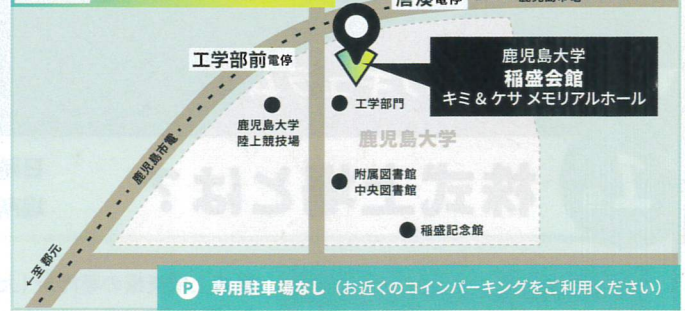 唐湊電停
工学部前電停
鹿児島大学
稲盛会館
キミ & ケサ メモリアルホール
工学部門
鹿児島大学
陸上競技場
鹿児島大学
鹿児島市電
附属図書館
中央図書館
稲盛記念館
←至 郡元
P 専用駐車場なし（お近くのコインパーキングをご利用ください）